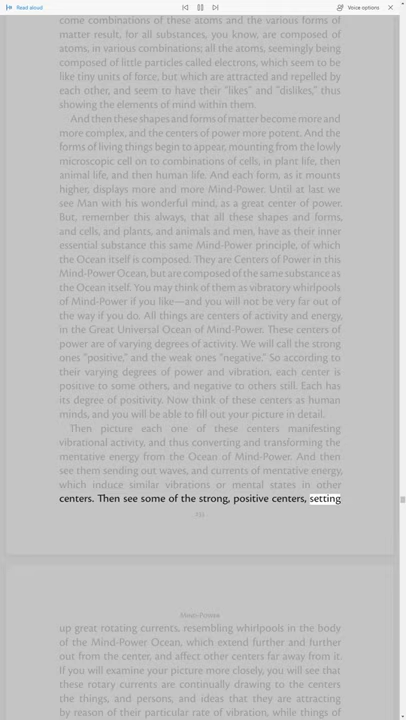 Read aloud
Voice options
come combinations of these atoms and the various forms of
matter result, for all substances, you know, are composed of
atoms, in various combinations; all the atoms, seemingly being
composed of little particles called electrons, which seem to be
like tiny units of force, but which are attracted and repelled by
each other, and seem to have their "likes" and "dislikes," thus
showing the elements of mind within them.
And then these shapes and forms of matter become more and
more complex, and the centers of power more potent. And the
forms of living things begin to appear, mounting from the lowly
microscopic cell on to combinations of cells, in plant life, then
animal life, and then human life. And each form, as it mounts
higher, displays more and more Mind-Power. Until at last we
see Man with his wonderful mind, as a great center of power.
But, remember this always, that all these shapes and forms,
and cells, and plants, and animals and men, have as their inner
essential substance this same Mind-Power principle, of which
the Ocean itself is composed. They are Centers of Power in this
Mind-Power Ocean, but are composed of the same substance as
the Ocean itself. You may think of them as vibratory whirlpools
of Mind-Power if you like—and you will not be very far out of
the way if you do. All things are centers of activity and energy,
in the Great Universal Ocean of Mind-Power. These centers of
power are of varying degrees of activity. We will call the strong
ones "positive," and the weak ones "negative." So according to
their varying degrees of power and vibration, each center is
positive to some others, and negative to others still. Each has
its degree of positivity. Now think of these centers as human
minds, and you will be able to fill out your picture in detail.
Then picture each one of these centers manifesting
vibrational activity, and thus converting and transforming the
mentative energy from the Ocean of Mind-Power. And then
see them sending out waves, and currents of mentative energy,
which induce similar vibrations or mental states in other
centers. Then see some of the strong, positive centers, setting
Mind-Power
up great rotating currents, resembling whirlpools in the body
of the Mind-Power Ocean, which extend further and further
out from the center, and affect other centers far away from it.
If you will examine your picture more closely, you will see that
these rotary currents are continually drawing to the centers
the things, and persons, and ideas that they are attracting
by reason of their particular rate of vibration, while things of